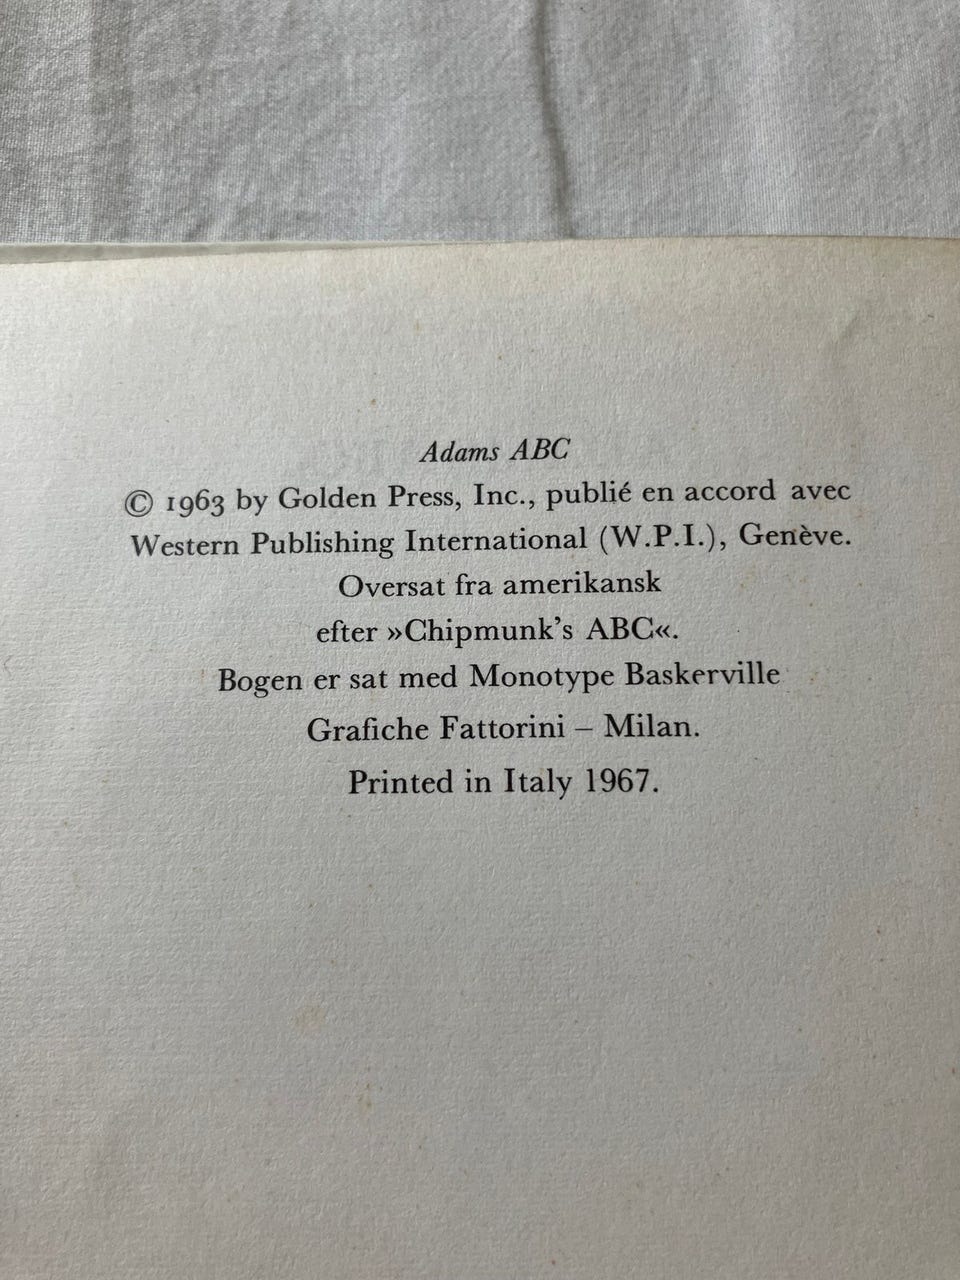 Adams ABC
© 1963 by Golden Press, Inc., publié en accord avec
Western Publishing International (W.P.I.), Genève.
Oversat fra amerikansk
efter »Chipmunk's ABC«.
Bogen er sat med Monotype Baskerville
Grafiche Fattorini – Milan.
Printed in Italy 1967.